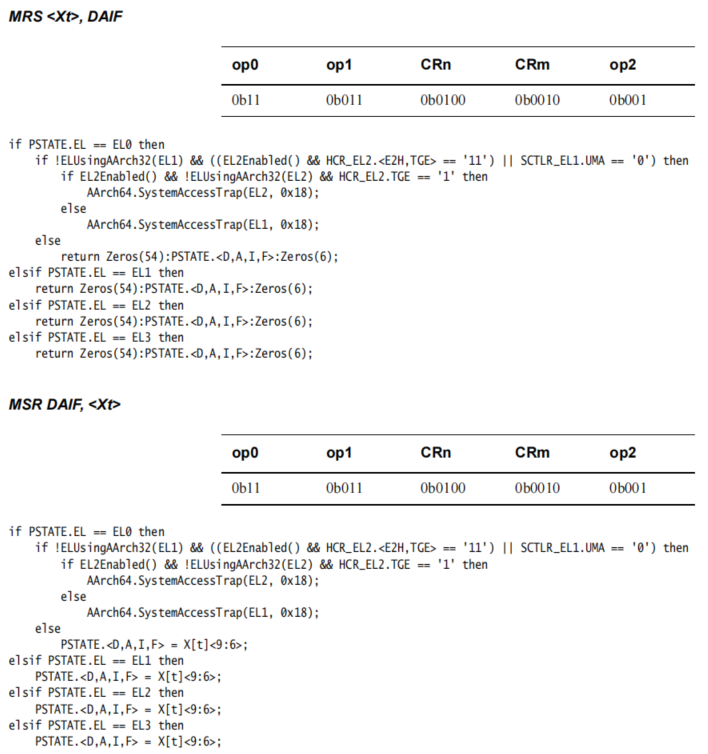 MRS <Xt>, DAIF
op0 op1 CRn CRm op2
0b11 0b011 0b0100 0b0010 0b001
if PSTATE.EL == EL0 then
    if !ELUsingAArch32(EL1) && ((EL2Enabled() && HCR_EL2.<E2H,TGE> == '11') || SCTLR_EL1.UMA == '0') then
        if EL2Enabled() && !ELUsingAArch32(EL2) && HCR_EL2.TGE == '1' then
            AArch64.SystemAccessTrap(EL2, 0x18);
        else
            AArch64.SystemAccessTrap(EL1, 0x18);
    else
        return Zeros(54):PSTATE.<D,A,I,F>:Zeros(6);
elsif PSTATE.EL == EL1 then
    return Zeros(54):PSTATE.<D,A,I,F>:Zeros(6);
elsif PSTATE.EL == EL2 then
    return Zeros(54):PSTATE.<D,A,I,F>:Zeros(6);
elsif PSTATE.EL == EL3 then
    return Zeros(54):PSTATE.<D,A,I,F>:Zeros(6);
MSR DAIF, <Xt>
op0 op1 CRn CRm op2
0b11 0b011 0b0100 0b0010 0b001
if PSTATE.EL == EL0 then
    if !ELUsingAArch32(EL1) && ((EL2Enabled() && HCR_EL2.<E2H,TGE> == '11') || SCTLR_EL1.UMA == '0') then
        if EL2Enabled() && !ELUsingAArch32(EL2) && HCR_EL2.TGE == '1' then
            AArch64.SystemAccessTrap(EL2, 0x18);
        else
            AArch64.SystemAccessTrap(EL1, 0x18);
    else
        PSTATE.<D,A,I,F> = X[t]<9:6>;
elsif PSTATE.EL == EL1 then
    PSTATE.<D,A,I,F> = X[t]<9:6>;
elsif PSTATE.EL == EL2 then
    PSTATE.<D,A,I,F> = X[t]<9:6>;
elsif PSTATE.EL == EL3 then
    PSTATE.<D,A,I,F> = X[t]<9:6>;